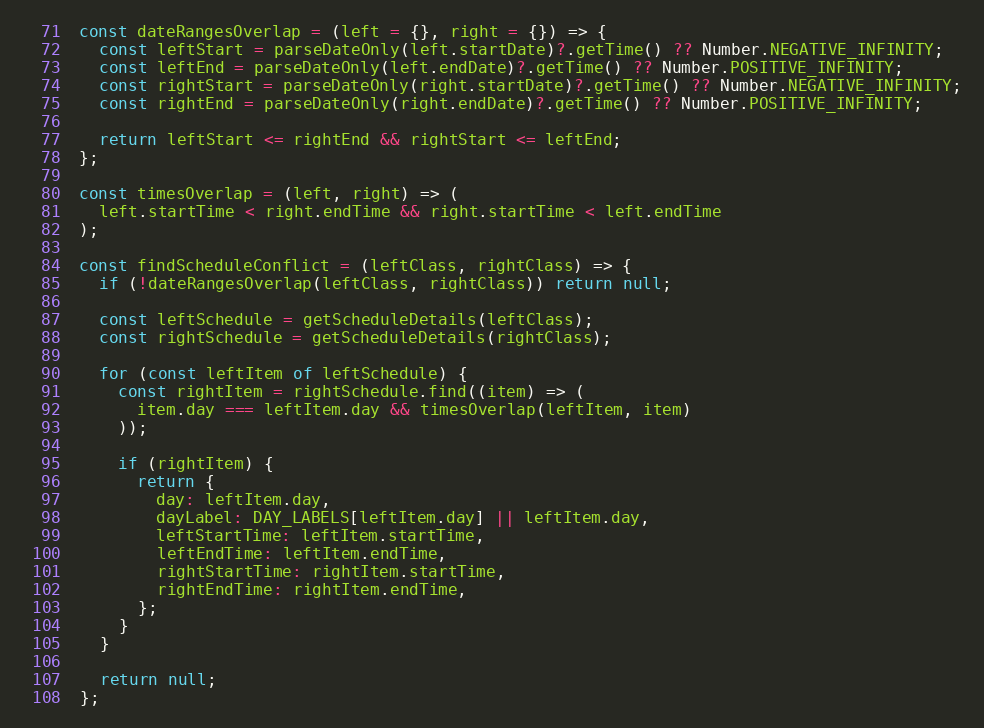 71 const dateRangesOverlap = (left = {}, right = {}) => {
72   const leftStart = parseDateOnly(left.startDate)?.getTime() ?? Number.NEGATIVE_INFINITY;
73   const leftEnd = parseDateOnly(left.endDate)?.getTime() ?? Number.POSITIVE_INFINITY;
74   const rightStart = parseDateOnly(right.startDate)?.getTime() ?? Number.NEGATIVE_INFINITY;
75   const rightEnd = parseDateOnly(right.endDate)?.getTime() ?? Number.POSITIVE_INFINITY;
76
77   return leftStart <= rightEnd && rightStart <= leftEnd;
78 };
79
80 const timesOverlap = (left, right) => (
81   left.startTime < right.endTime && right.startTime < left.endTime
82 );
83
84 const findScheduleConflict = (leftClass, rightClass) => {
85   if (!dateRangesOverlap(leftClass, rightClass)) return null;
86
87   const leftSchedule = getScheduleDetails(leftClass);
88   const rightSchedule = getScheduleDetails(rightClass);
89
90   for (const leftItem of leftSchedule) {
91     const rightItem = rightSchedule.find((item) => (
92       item.day === leftItem.day && timesOverlap(leftItem, item)
93     ));
94
95     if (rightItem) {
96       return {
97         day: leftItem.day,
98         dayLabel: DAY_LABELS[leftItem.day] || leftItem.day,
99         leftStartTime: leftItem.startTime,
100         leftEndTime: leftItem.endTime,
101         rightStartTime: rightItem.startTime,
102         rightEndTime: rightItem.endTime,
103       };
104     }
105   }
106
107   return null;
108 };